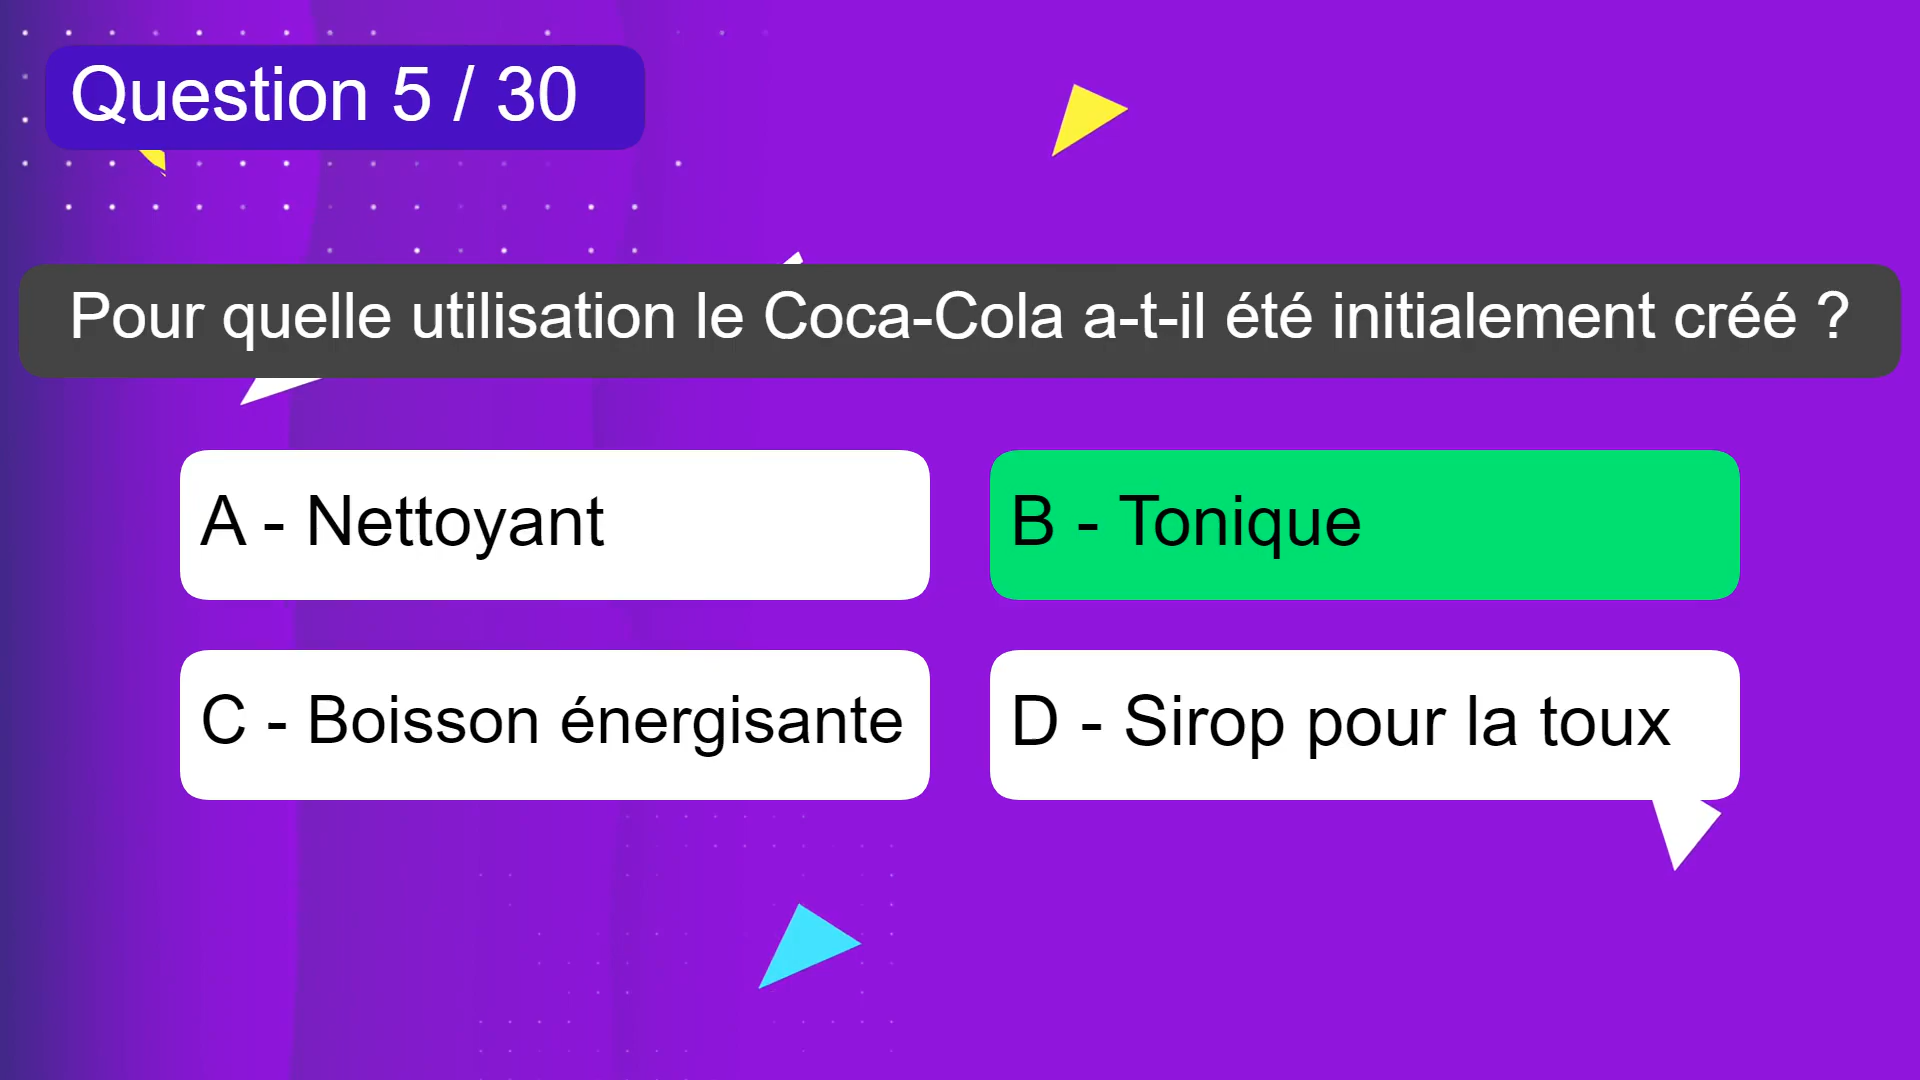 Question 5 / 30
Pour quelle utilisation le Coca-Cola a-t-il été initialement créé ?
A - Nettoyant
B - Tonique
C - Boisson énergisante
D - Sirop pour la toux